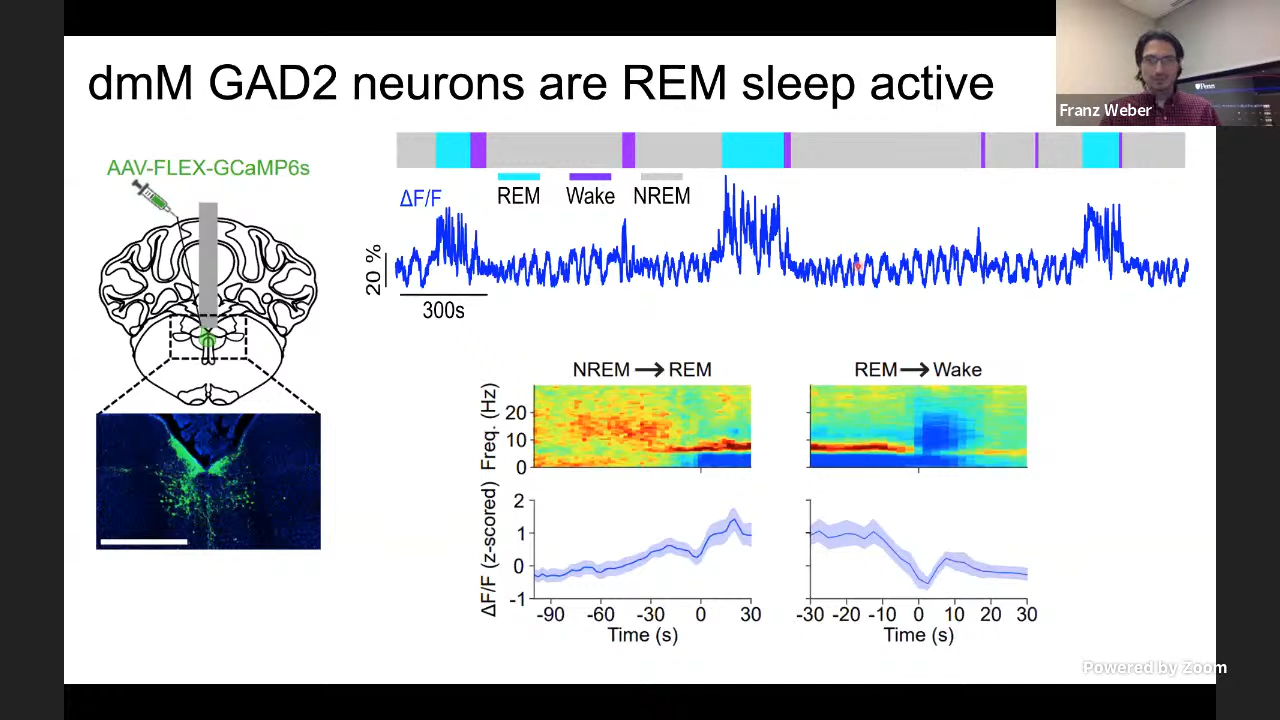 dmM GAD2 neurons are REM sleep active
Franz Weber
Penn
AAV-FLEX-GCaMP6s
REM Wake NREM
ΔF/F
20 %
300s
NREM → REM
REM → Wake
Freq. (Hz)
20
10
0
ΔF/F (z-scored)
2
1
0
-1
-90 -60 -30 0 30
Time (s)
-30 -20 -10 0 10 20 30
Time (s)
Powered by Zoom